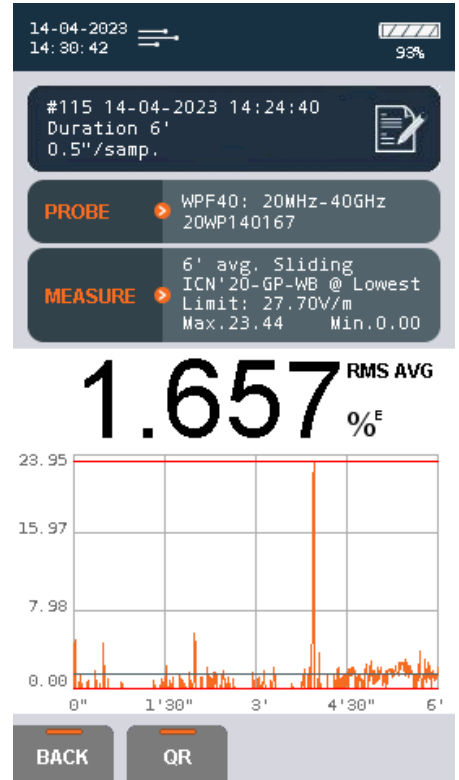 14-04-2023
14:30:42
93%
#115 14-04-2023 14:24:40
Duration 6'
0.5"/samp.
PROBE
WPF40: 20MHz-40GHz
20WP140167
MEASURE
6' avg. Sliding
ICN'20-GP-WB @ Lowest
Limit: 27.70V/m
Max.23.44 Min.0.00
1.657 RMS AVG
%E
23.95
15.97
7.98
0.00
0" 1'30" 3' 4'30" 6'
BACK QR